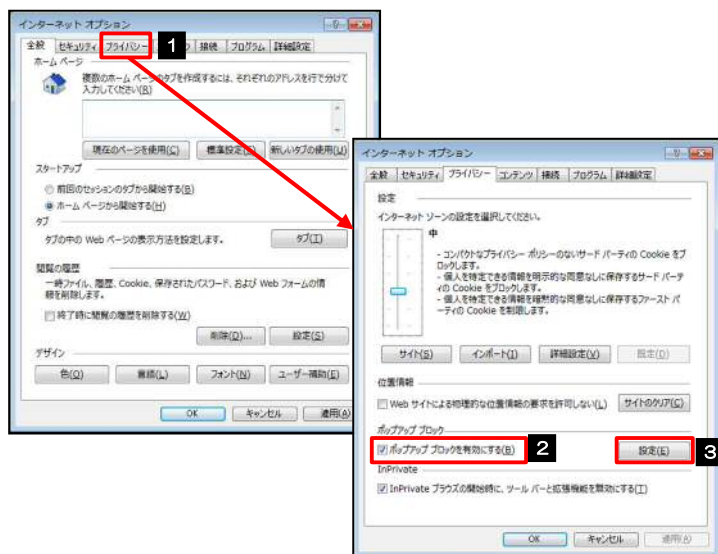 インターネット オプション
全般 セキュリティ プライバシー 1 接続 プログラム 詳細設定
ホーム ページ
複数のホーム ページのタブを作成するには、それぞれのアドレスを行で分けて
入力してください(R)
現在のページを使用(C) 標準設定 新しいタブの使用(U)
スタートアップ
前回のセッションのタブから開始する(B)
ホーム ページから開始する(H)
タブ
タブの中の Web ページの表示方法を設定します。 タブ(T)
閲覧の履歴
一時ファイル、履歴、Cookie、保存されたパスワード、および Web フォームの情
報を削除します。
終了時に閲覧の履歴を削除する(W)
削除(D)... 設定(S)
デザイン
色(O) 言語(L) フォント(N) ユーザー補助(E)
OK キャンセル 適用(A)
インターネット オプション
全般 セキュリティ プライバシー コンテンツ 接続 プログラム 詳細設定
設定
インターネット ゾーンの設定を選択してください。
中
- コンパクトなプライバシー ポリシーのないサード パーティの Cookie をブ
ロックします。
- 個人を特定できる情報を明示的な同意なしに保存するサード パーテ
ィの Cookie をブロックします。
- 個人を特定できる情報を暗黙的な同意なしに保存するファースト パ
ーティの Cookie を制限します。
サイト(S) インポート(I) 詳細設定(V) 既定(D)
位置情報
Web サイトによる物理的な位置情報の要求を許可しない(L) サイトのクリア(C)
ポップアップ ブロック
ポップアップ ブロックを有効にする(B) 2 設定(E) 3
InPrivate
InPrivate ブラウズの開始時に、ツール バーと拡張機能を無効にする(T)
OK キャンセル 適用(A)